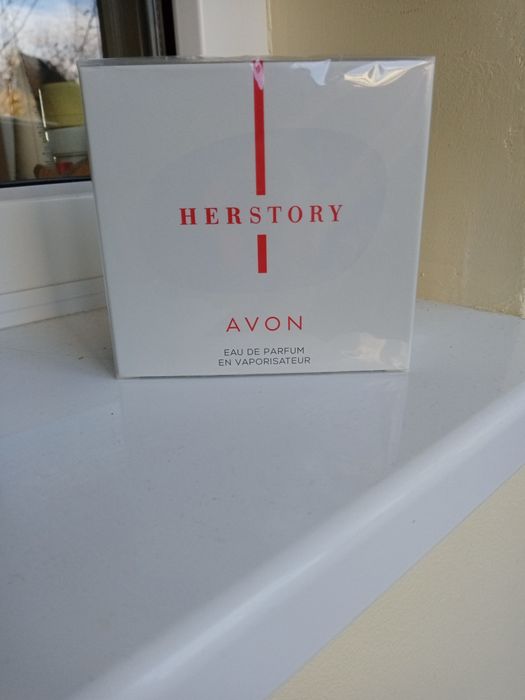 HERSTORY
AVON
EAU DE PARFUM
EN VAPORISATEUR